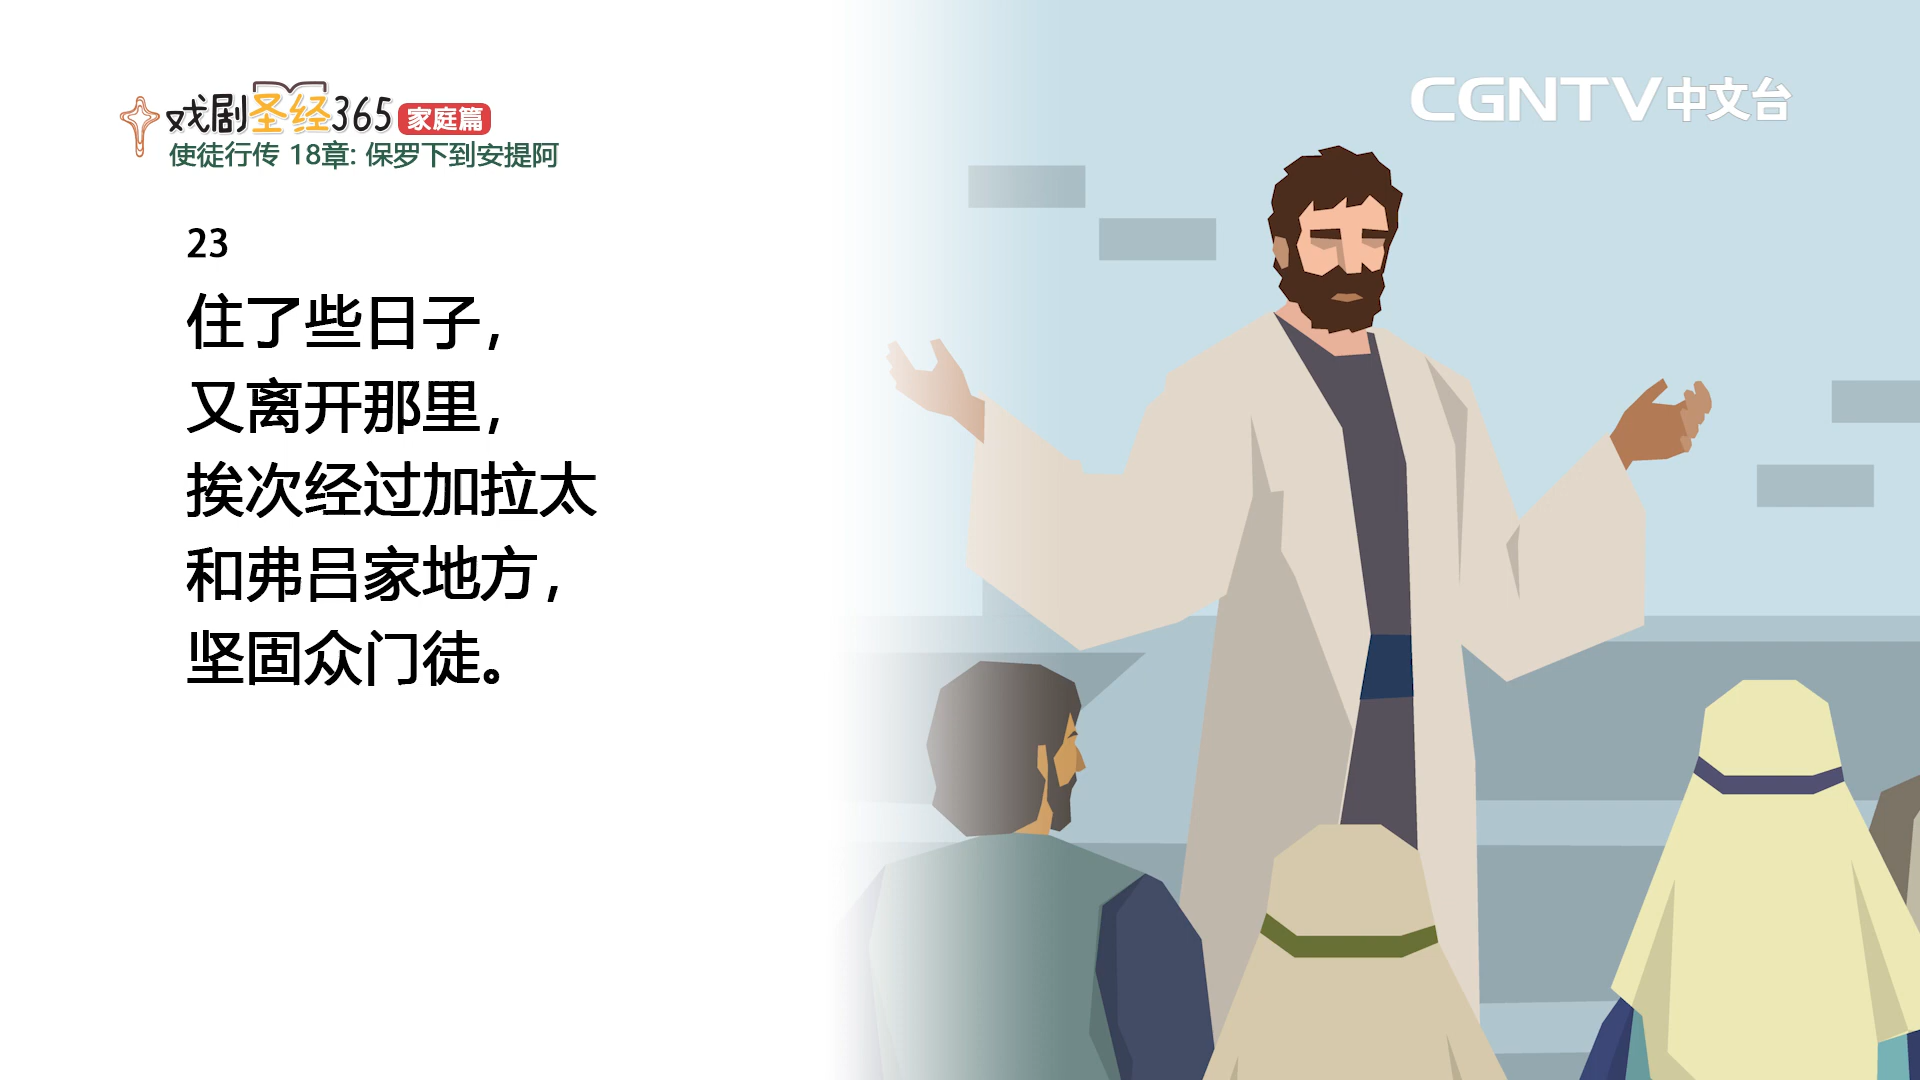 戏剧圣经365 家庭篇
使徒行传 18章: 保罗下到安提阿
CGNTV中文台
23
住了些日子，
又离开那里，
挨次经过加拉太
和弗吕家地方，
坚固众门徒。